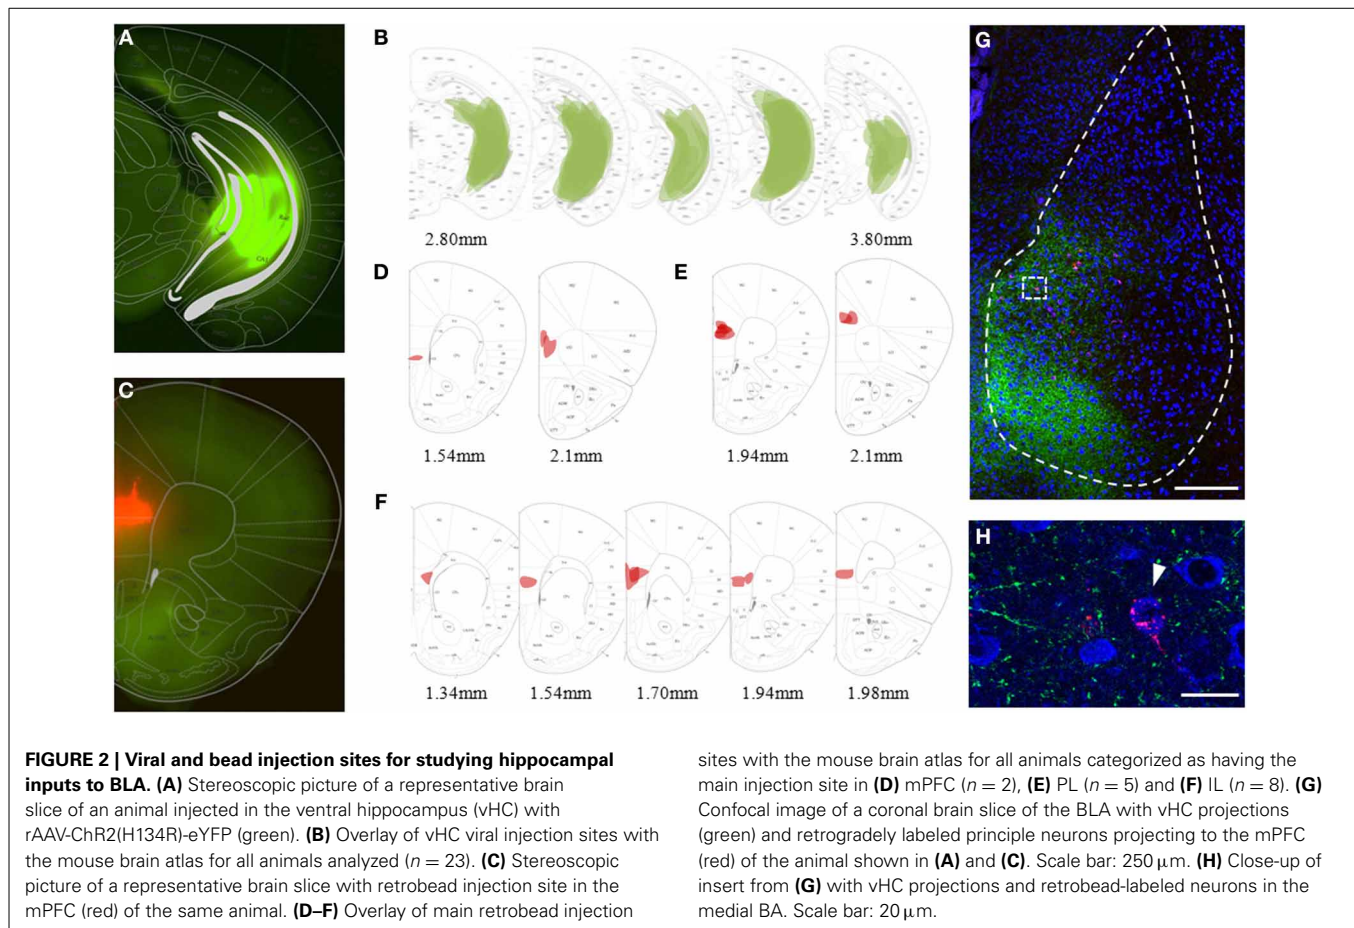 A
B
G
2.80mm
3.80mm
D
E
C
1.54mm
2.1mm
1.94mm
2.1mm
F
H
1.34mm
1.54mm
1.70mm
1.94mm
1.98mm
FIGURE 2 | Viral and bead injection sites for studying hippocampal
inputs to BLA. (A) Stereoscopic picture of a representative brain
slice of an animal injected in the ventral hippocampus (vHC) with
rAAV-ChR2(H134R)-eYFP (green). (B) Overlay of vHC viral injection sites with
the mouse brain atlas for all animals analyzed (n = 23). (C) Stereoscopic
picture of a representative brain slice with retrobead injection site in the
mPFC (red) of the same animal. (D–F) Overlay of main retrobead injection
sites with the mouse brain atlas for all animals categorized as having the
main injection site in (D) mPFC (n = 2), (E) PL (n = 5) and (F) IL (n = 8). (G)
Confocal image of a coronal brain slice of the BLA with vHC projections
(green) and retrogradely labeled principle neurons projecting to the mPFC
(red) of the animal shown in (A) and (C). Scale bar: 250 μm. (H) Close-up of
insert from (G) with vHC projections and retrobead-labeled neurons in the
medial BA. Scale bar: 20 μm.